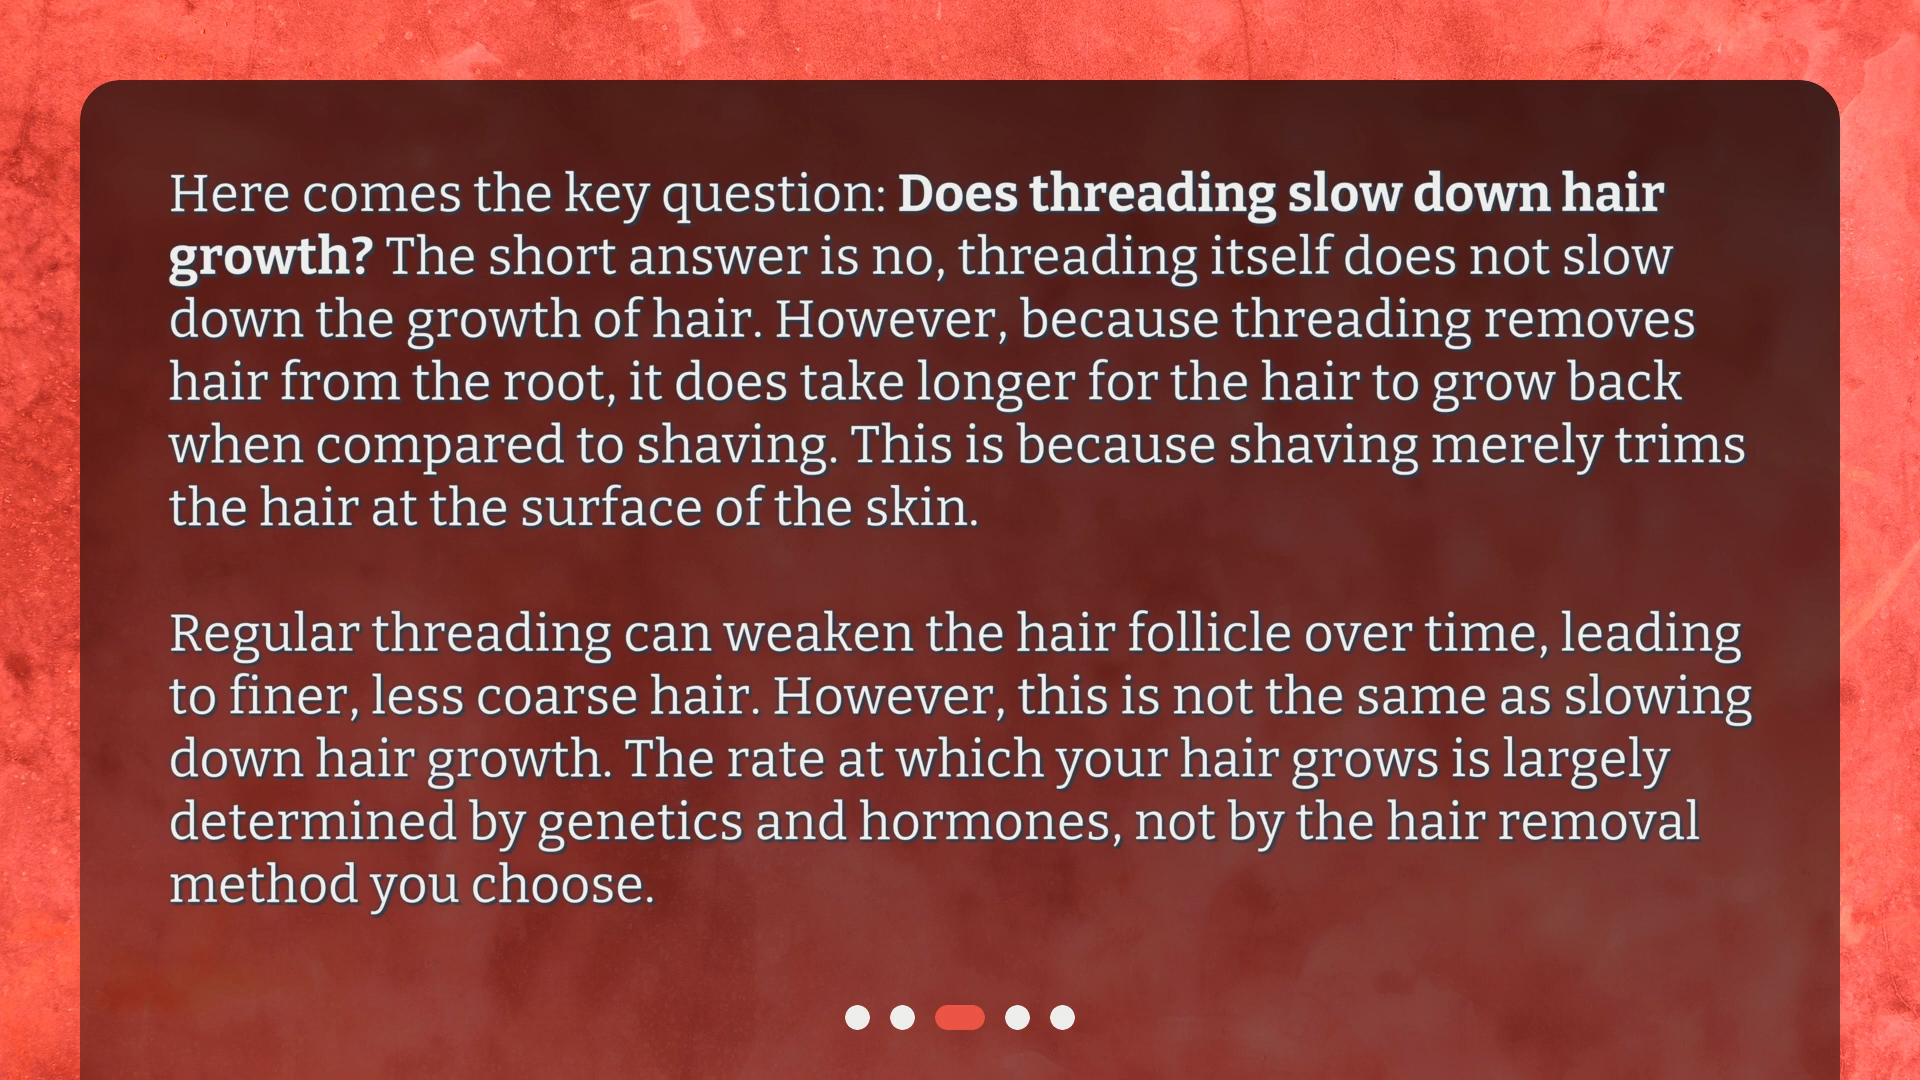 Here comes the key question: Does threading slow down hair
growth? The short answer is no, threading itself does not slow
down the growth of hair. However, because threading removes
hair from the root, it does take longer for the hair to grow back
when compared to shaving. This is because shaving merely trims
the hair at the surface of the skin.
Regular threading can weaken the hair follicle over time, leading
to finer, less coarse hair. However, this is not the same as slowing
down hair growth. The rate at which your hair grows is largely
determined by genetics and hormones, not by the hair removal
method you choose.